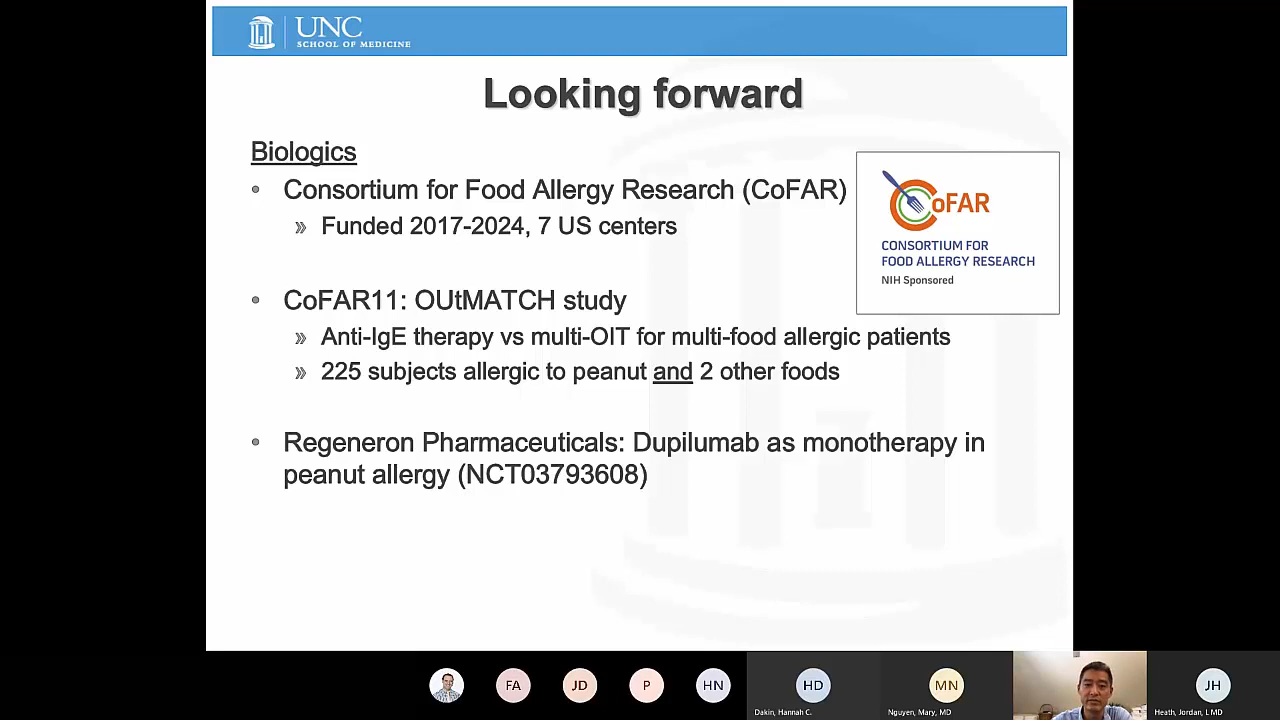 UNC
SCHOOL OF MEDICINE
Looking forward
Biologics
• Consortium for Food Allergy Research (CoFAR)
» Funded 2017-2024, 7 US centers
CoFAR
CONSORTIUM FOR
FOOD ALLERGY RESEARCH
NIH Sponsored
• CoFAR11: OUtMATCH study
» Anti-IgE therapy vs multi-OIT for multi-food allergic patients
» 225 subjects allergic to peanut and 2 other foods
• Regeneron Pharmaceuticals: Dupilumab as monotherapy in
peanut allergy (NCT03793608)
FA
JD
P
HN
HD
MN
JH
Dakin, Hannah C.
Nguyen, Mary, MD
Heath, Jordan, L MD